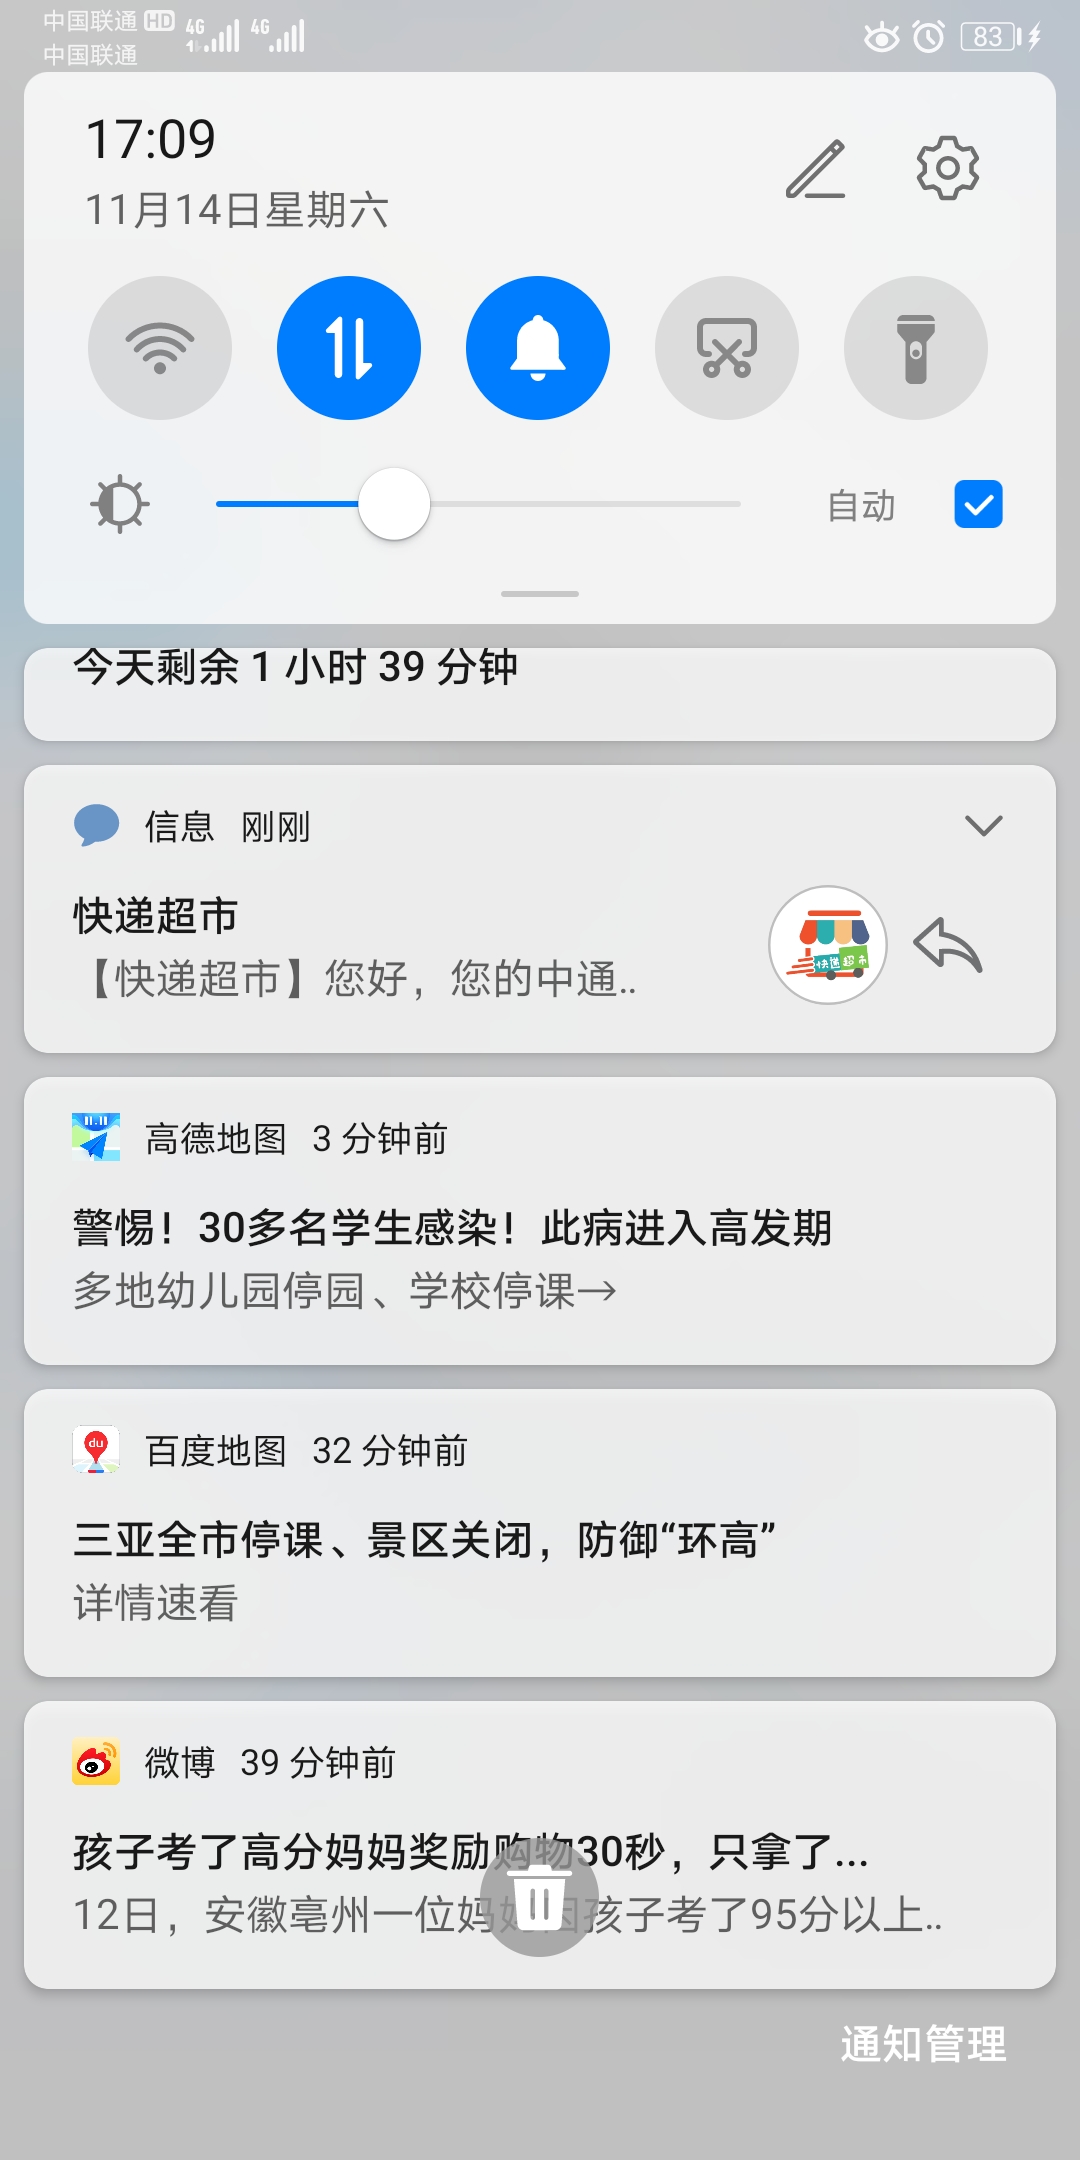 中国联通 HD 4G 4G
中国联通
83
17:09
11月14日星期六
自动
今天剩余 1 小时 39 分钟
信息 刚刚
快递超市
【快递超市】您好，您的中通..
快递超市
高德地图 3 分钟前
警惕！30多名学生感染！此病进入高发期
多地幼儿园停园、学校停课→
百度地图 32 分钟前
三亚全市停课、景区关闭，防御“环高”
详情速看
微博 39 分钟前
孩子考了高分妈妈奖励购物30秒，只拿了...
12日，安徽亳州一位妈妈因孩子考了95分以上..
通知管理